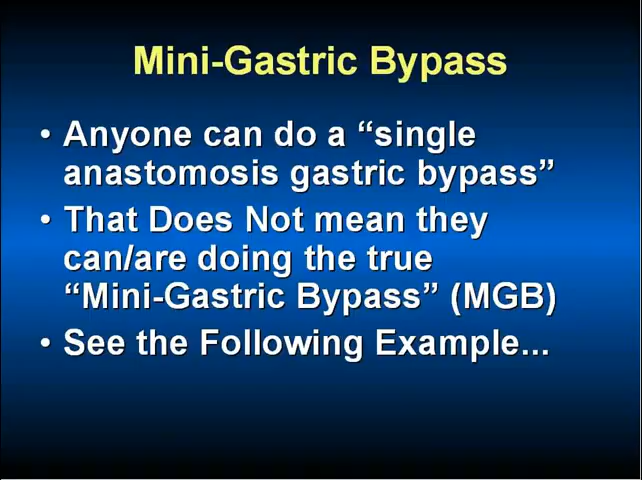 Mini-Gastric Bypass
• Anyone can do a “single
anastomosis gastric bypass”
• That Does Not mean they
can/are doing the true
“Mini-Gastric Bypass” (MGB)
• See the Following Example...